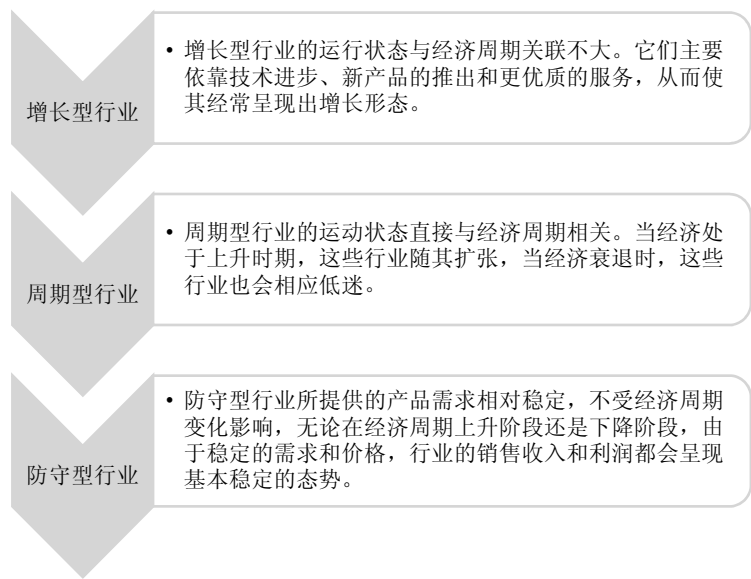 增长型行业
• 增长型行业的运行状态与经济周期关联不大。它们主要
依靠技术进步、新产品的推出和更优质的服务，从而使
其经常呈现出增长形态。
周期型行业
• 周期型行业的运动状态直接与经济周期相关。当经济处
于上升时期，这些行业随其扩张，当经济衰退时，这些
行业也会相应低迷。
防守型行业
• 防守型行业所提供的产品需求相对稳定，不受经济周期
变化影响，无论在经济周期上升阶段还是下降阶段，由
于稳定的需求和价格，行业的销售收入和利润都会呈现
基本稳定的态势。